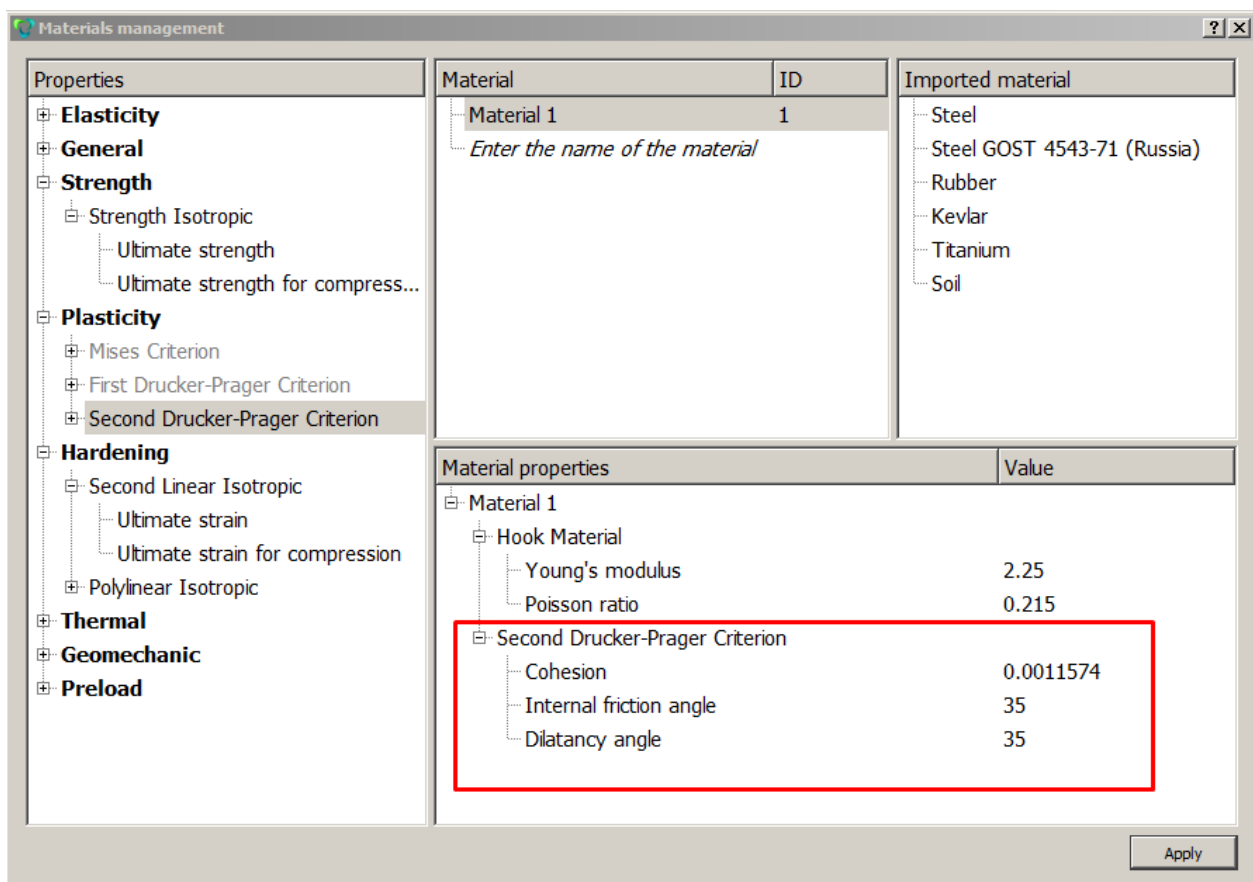 Materials management
Properties
Elasticity
General
Strength
Strength Isotropic
Ultimate strength
Ultimate strength for compress...
Plasticity
Mises Criterion
First Drucker-Prager Criterion
Second Drucker-Prager Criterion
Hardening
Second Linear Isotropic
Ultimate strain
Ultimate strain for compression
Polylinear Isotropic
Thermal
Geomechanic
Preload
Material ID
Material 1 1
Enter the name of the material
Imported material
Steel
Steel GOST 4543-71 (Russia)
Rubber
Kevlar
Titanium
Soil
Material properties Value
Material 1
Hook Material
Young's modulus 2.25
Poisson ratio 0.215
Second Drucker-Prager Criterion
Cohesion 0.0011574
Internal friction angle 35
Dilatancy angle 35
Apply